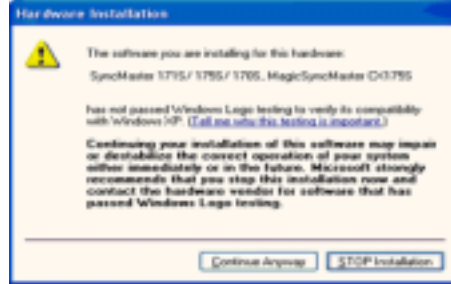 Hardware Installation
The software you are installing for this hardware:
SyncMaster 171S/ 175S/ 170S, MagicSyncMaster CX175S
has not passed Windows Logo testing to verify its compatibility
with Windows XP. (Tell me why this testing is important.)
Continuing your installation of this software may impair
or destabilize the correct operation of your system
either immediately or in the future. Microsoft strongly
recommends that you stop this installation now and
contact the hardware vendor for software that has
passed Windows Logo testing.
Continue Anyway
STOP Installation